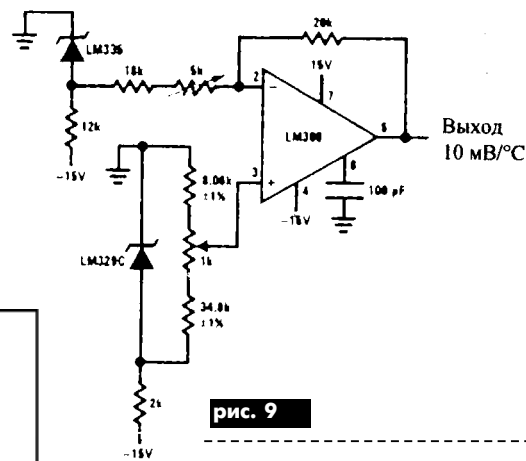 LM335
20k
18k
5k
2
15V
7
LM308
6
Выход
10 мВ/°C
12k
3
4
8
100 pF
-15V
-15V
8.06k
±1%
LM329C
1k
34.8k
±1%
2k
рис. 9
-15V